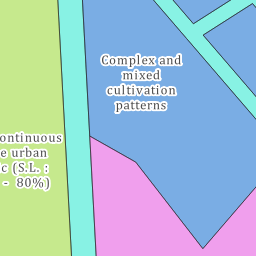 Complex and
mixed
cultivation
patterns
ontinuous
e urban
c (S.L. :
- 80%)